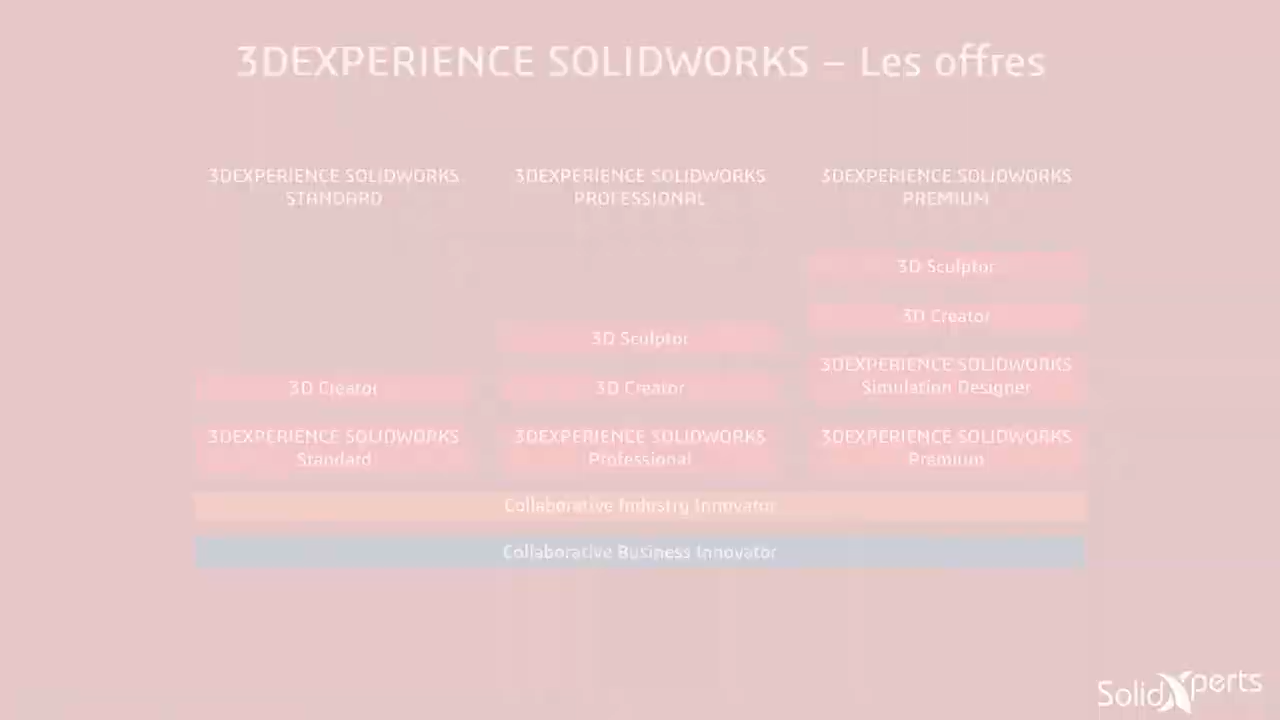 3DEXPERIENCE SOLIDWORKS – Les offres
3DEXPERIENCE SOLIDWORKS
STANDARD
3DEXPERIENCE SOLIDWORKS
PROFESSIONAL
3DEXPERIENCE SOLIDWORKS
PREMIUM
3D Sculptor
3D Creator
3D Sculptor
3DEXPERIENCE SOLIDWORKS
Simulation Designer
3D Creator
3D Creator
3DEXPERIENCE SOLIDWORKS
Standard
3DEXPERIENCE SOLIDWORKS
Professional
3DEXPERIENCE SOLIDWORKS
Premium
Collaborative Industry Innovator
Collaborative Business Innovator
SolidXperts